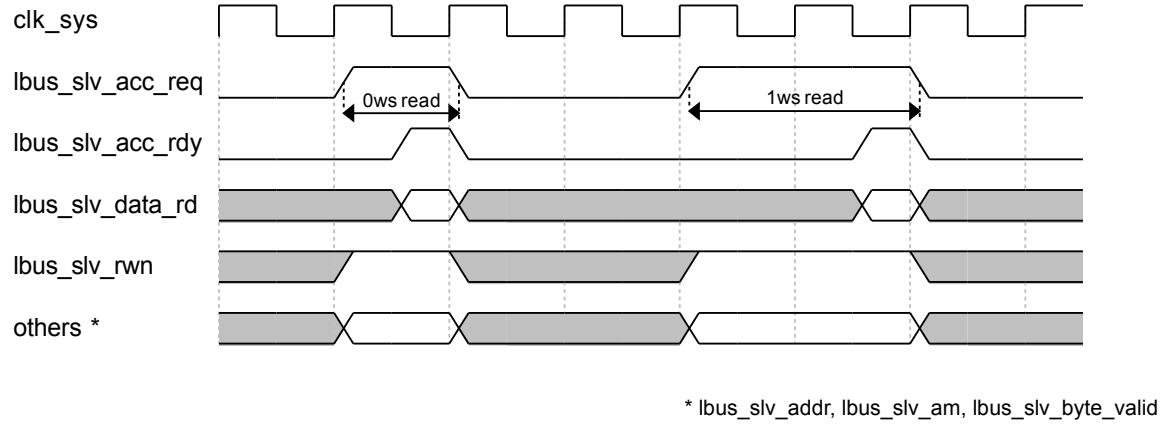 clk_sys
lbus_slv_acc_req
0ws read
1ws read
lbus_slv_acc_rdy
lbus_slv_data_rd
lbus_slv_rwn
others *
* lbus_slv_addr, lbus_slv_am, lbus_slv_byte_valid